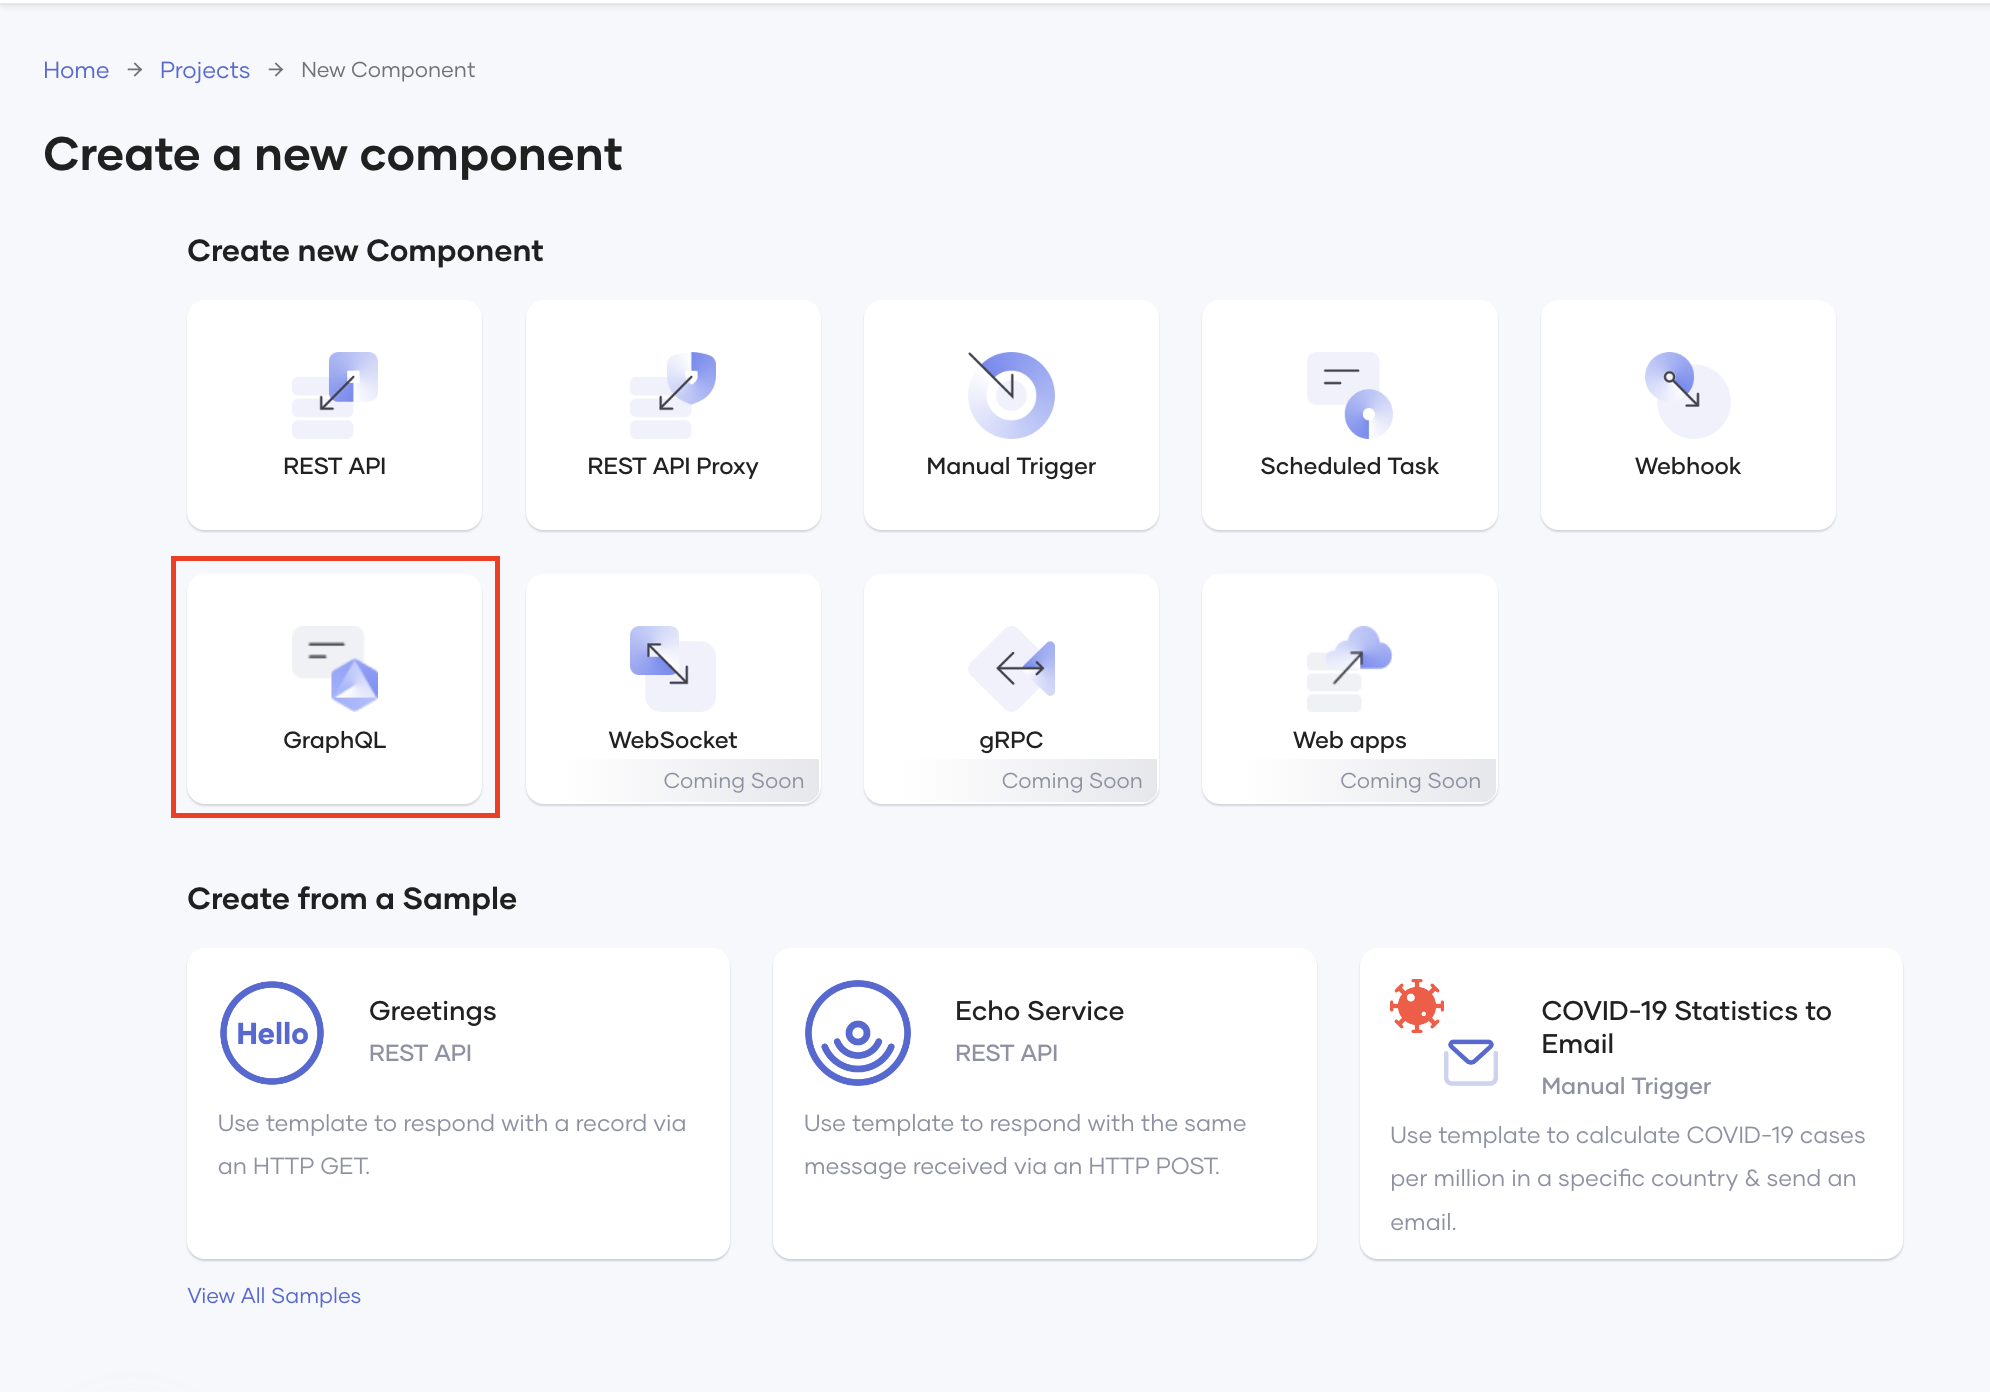 Home → Projects → New Component
Create a new component
Create new Component
REST API
REST API Proxy
Manual Trigger
Scheduled Task
Webhook
GraphQL
WebSocket
Coming Soon
gRPC
Coming Soon
Web apps
Coming Soon
Create from a Sample
Hello
Greetings
REST API
Use template to respond with a record via
an HTTP GET.
Echo Service
REST API
Use template to respond with the same
message received via an HTTP POST.
COVID-19 Statistics to
Email
Manual Trigger
Use template to calculate COVID-19 cases
per million in a specific country & send an
email.
View All Samples